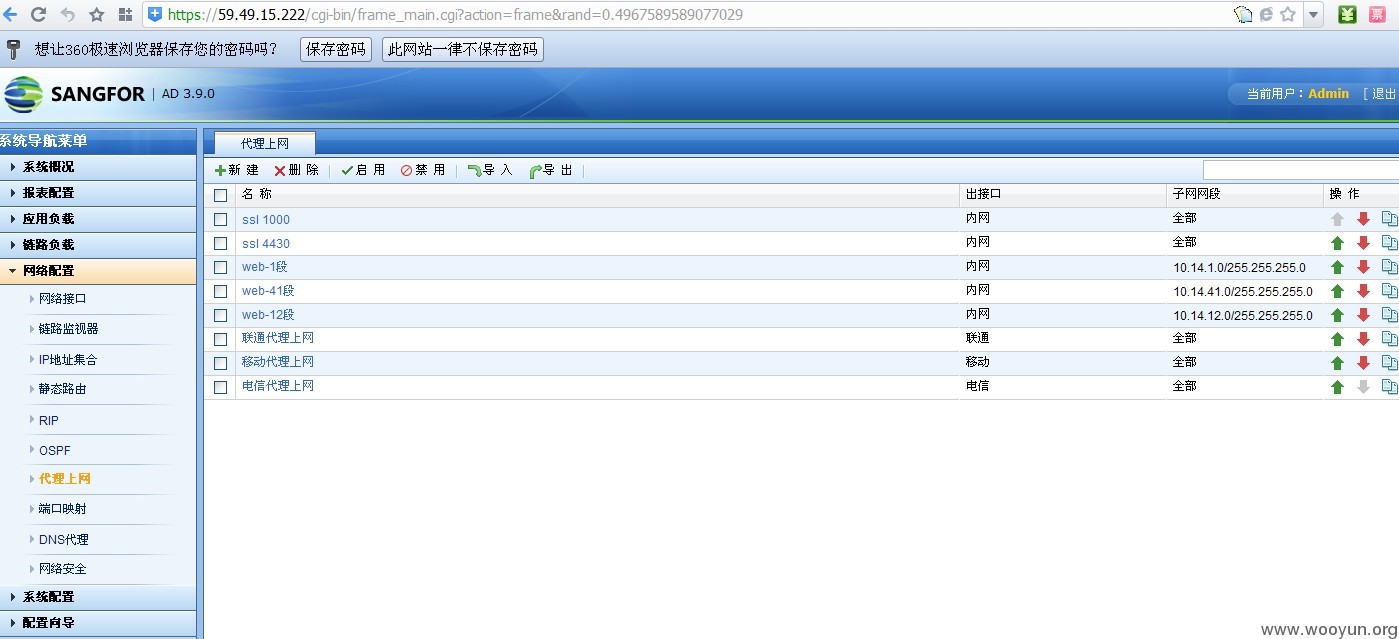 https://59.49.15.222/cgi-bin/frame_main.cgi?action=frame&rand=0.4967589589077029
票
想让360极速浏览器保存您的密码吗? 保存密码 此网站一律不保存密码
SANGFOR | AD 3.9.0
当前用户：Admin [ 退出
系统导航菜单
系统概况
报表配置
应用负载
链路负载
网络配置
网络接口
链路监视器
IP地址集合
静态路由
RIP
OSPF
代理上网
端口映射
DNS代理
网络安全
系统配置
配置向导
代理上网
新 建 删 除 启 用 禁 用 导 入 导 出
名 称 出接口 子网网段 操 作
ssl 1000 内网 全部
ssl 4430 内网 全部
web-1段 内网 10.14.1.0/255.255.255.0
web-41段 内网 10.14.41.0/255.255.255.0
web-12段 内网 10.14.12.0/255.255.255.0
联通代理上网 联通 全部
移动代理上网 移动 全部
电信代理上网 电信 全部
www.wooyun.org